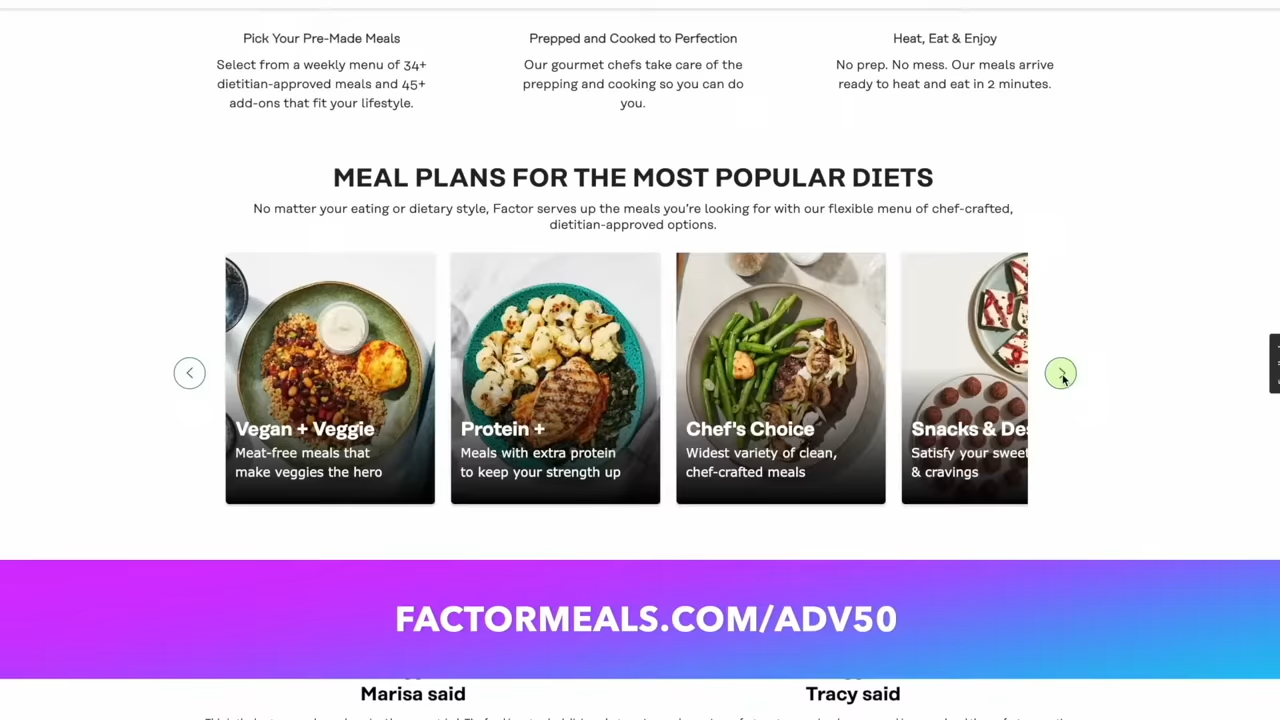 Pick Your Pre-Made Meals
Select from a weekly menu of 34+
dietitian-approved meals and 45+
add-ons that fit your lifestyle.
Prepped and Cooked to Perfection
Our gourmet chefs take care of the
prepping and cooking so you can do
you.
Heat, Eat & Enjoy
No prep. No mess. Our meals arrive
ready to heat and eat in 2 minutes.
MEAL PLANS FOR THE MOST POPULAR DIETS
No matter your eating or dietary style, Factor serves up the meals you're looking for with our flexible menu of chef-crafted,
dietitian-approved options.
Vegan + Veggie
Meat-free meals that
make veggies the hero
Protein +
Meals with extra protein
to keep your strength up
Chef's Choice
Widest variety of clean,
chef-crafted meals
Snacks & Des
Satisfy your sweet
& cravings
FACTORMEALS.COM/ADV50
Marisa said
Tracy said